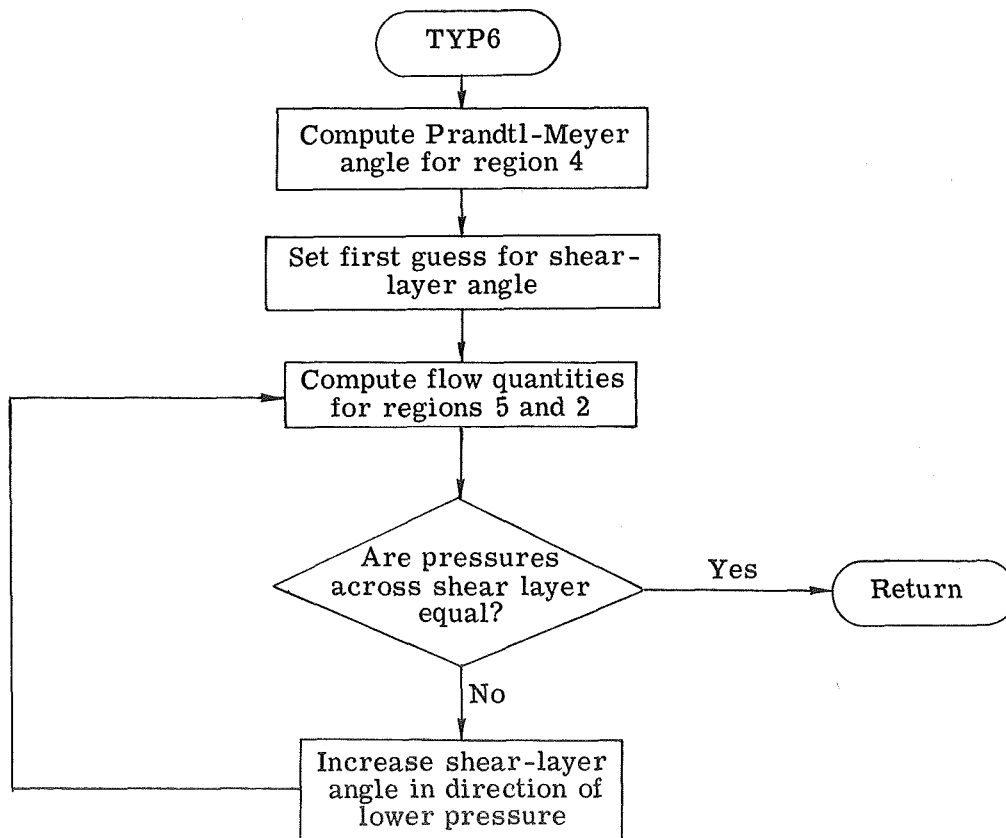 TYP6
Compute Prandtl-Meyer
angle for region 4
Set first guess for shear-
layer angle
Compute flow quantities
for regions 5 and 2
Are pressures
across shear layer
equal?
Yes
Return
No
Increase shear-layer
angle in direction of
lower pressure